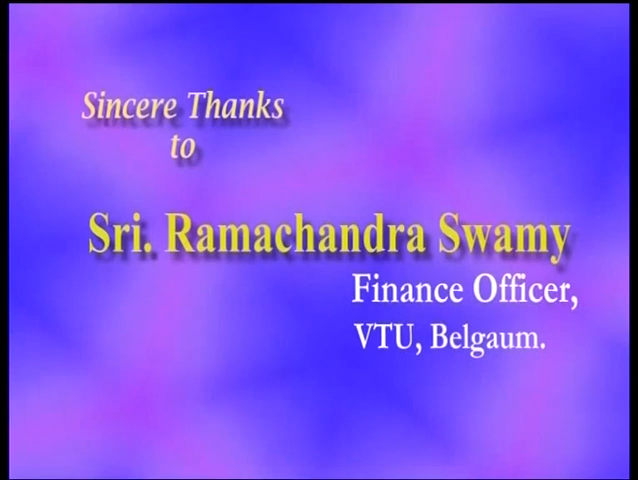 Sincere Thanks
to
Sri. Ramachandra Swamy
Finance Officer,
VTU, Belgaum.